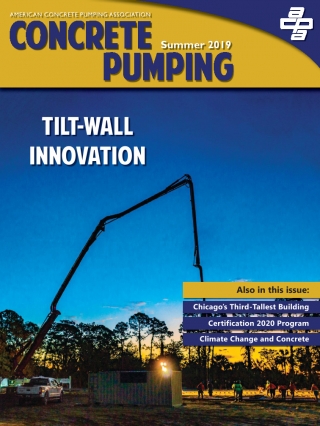 AMERICAN CONCRETE PUMPING ASSOCIATION
CONCRETE
Summer 2019
PUMPING
TILT-WALL
INNOVATION
Also in this issue:
Chicago's Third-Tallest Building
Certification 2020 Program
Climate Change and Concrete